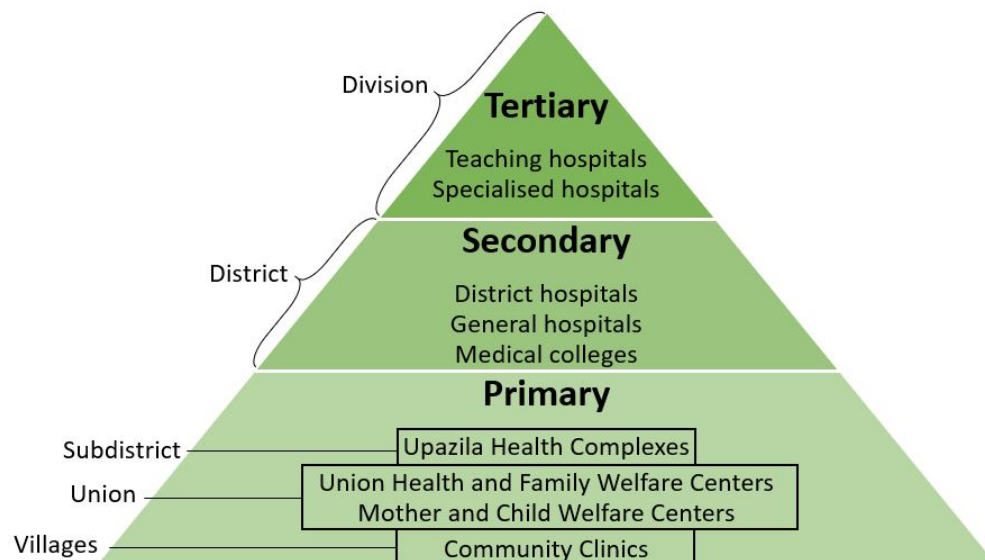 Division
Tertiary
Teaching hospitals
Specialised hospitals
Secondary
District
District hospitals
General hospitals
Medical colleges
Primary
Subdistrict
Upazila Health Complexes
Union
Union Health and Family Welfare Centers
Mother and Child Welfare Centers
Villages
Community Clinics